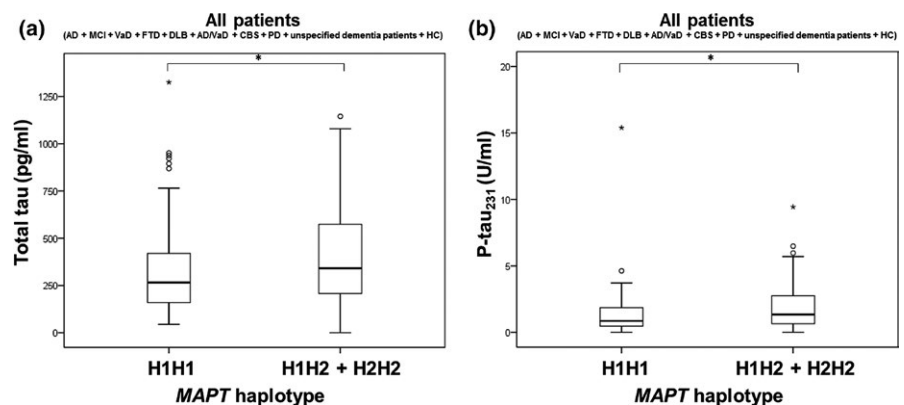 (a)
All patients
(AD + MCI + VaD + FTD + DLB + AD/VaD + CBS + PD + unspecified dementia patients + HC)
*
*
1250
1000
750
500
250
0
Total tau (pg/ml)
H1H1
H1H2 + H2H2
MAPT haplotype
(b)
All patients
(AD + MCI + VaD + FTD + DLB + AD/VaD + CBS + PD + unspecified dementia patients + HC)
*
*
*
20
15
10
5
0
P-tau231 (U/ml)
H1H1
H1H2 + H2H2
MAPT haplotype